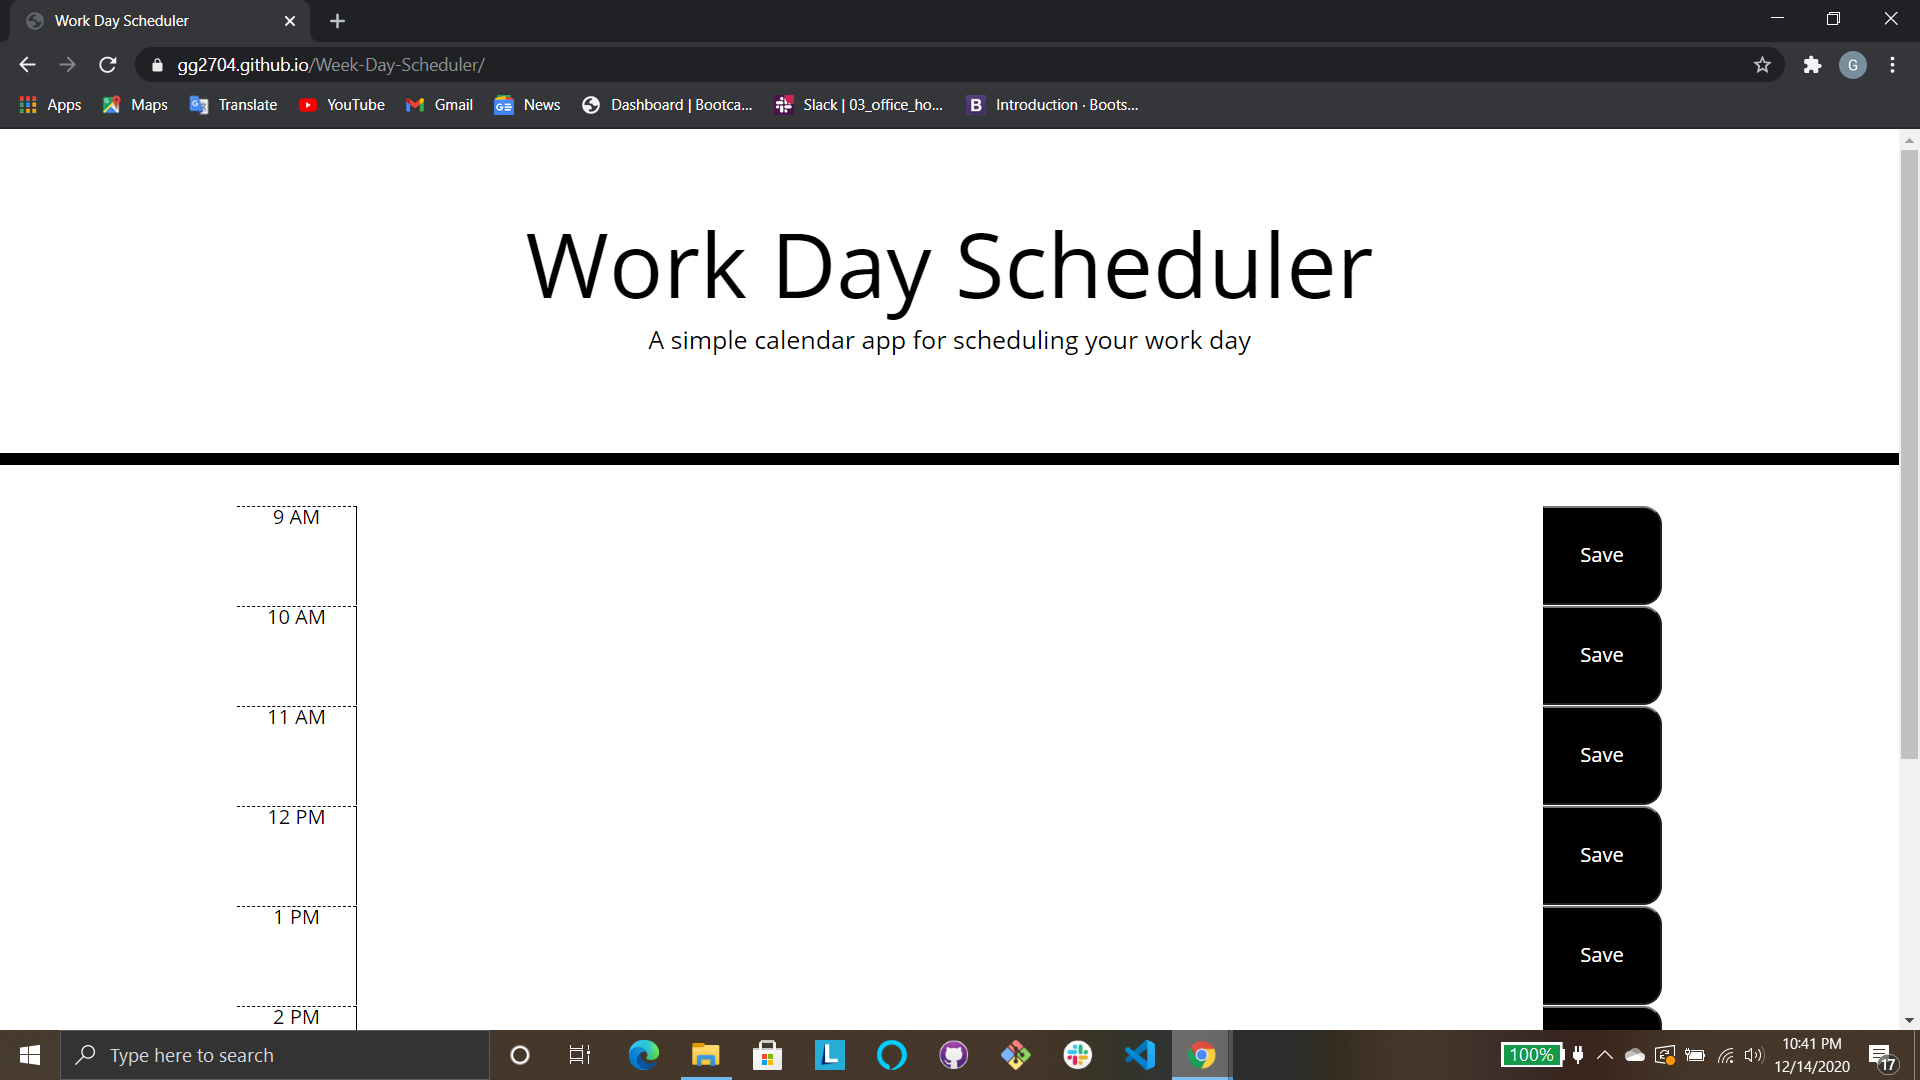 Work Day Scheduler
gg2704.github.io/Week-Day-Scheduler/
G
Apps Maps Translate YouTube Gmail News Dashboard | Bootca... Slack | 03_office_ho... Introduction · Boots...
Work Day Scheduler
A simple calendar app for scheduling your work day
9 AM
Save
10 AM
Save
11 AM
Save
12 PM
Save
1 PM
Save
2 PM
Type here to search
100%
10:41 PM
12/14/2020
17